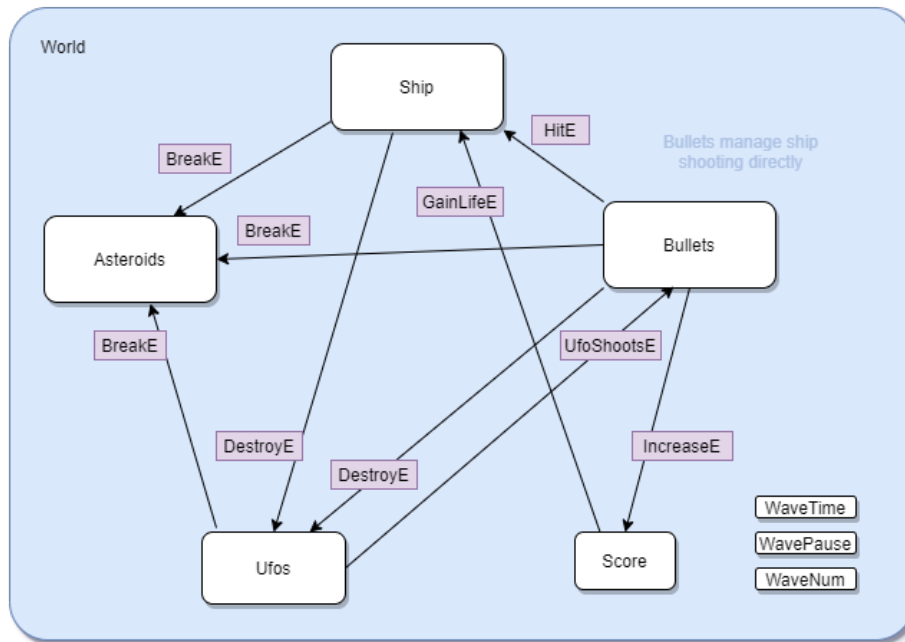 World
Ship
HitE
Bullets manage ship
shooting directly
BreakE
GainLifeE
BreakE
Asteroids
Bullets
BreakE
UfoShootsE
DestroyE
DestroyE
IncreaseE
WaveTime
WavePause
WaveNum
Ufos
Score